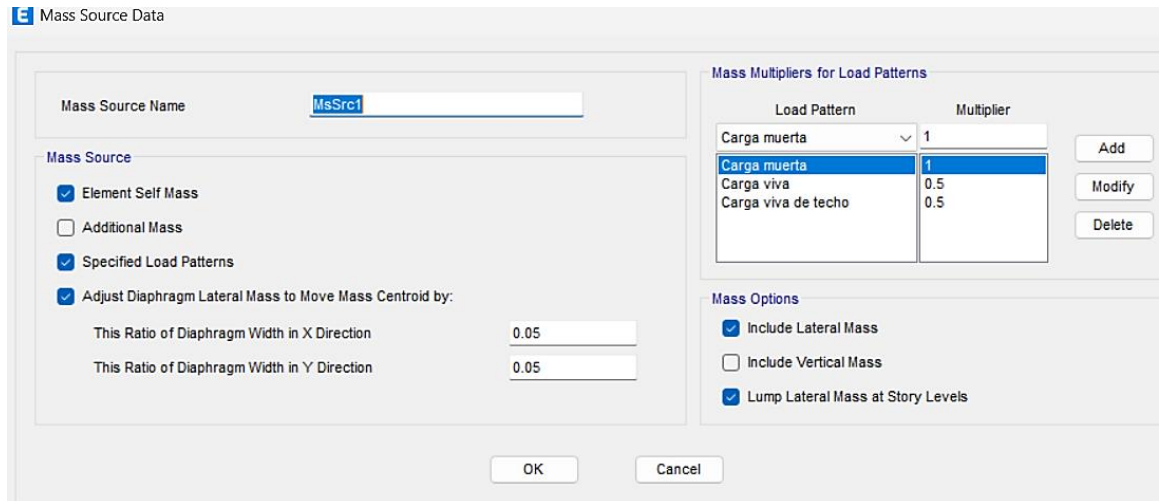 E Mass Source Data
Mass Source Name MsSrc1
Mass Source
Element Self Mass
Additional Mass
Specified Load Patterns
Adjust Diaphragm Lateral Mass to Move Mass Centroid by:
This Ratio of Diaphragm Width in X Direction 0.05
This Ratio of Diaphragm Width in Y Direction 0.05
Mass Multipliers for Load Patterns
Load Pattern Multiplier
Carga muerta 1
Add
Carga muerta 1
Carga viva 0.5
Carga viva de techo 0.5
Modify
Delete
Mass Options
Include Lateral Mass
Include Vertical Mass
Lump Lateral Mass at Story Levels
OK Cancel